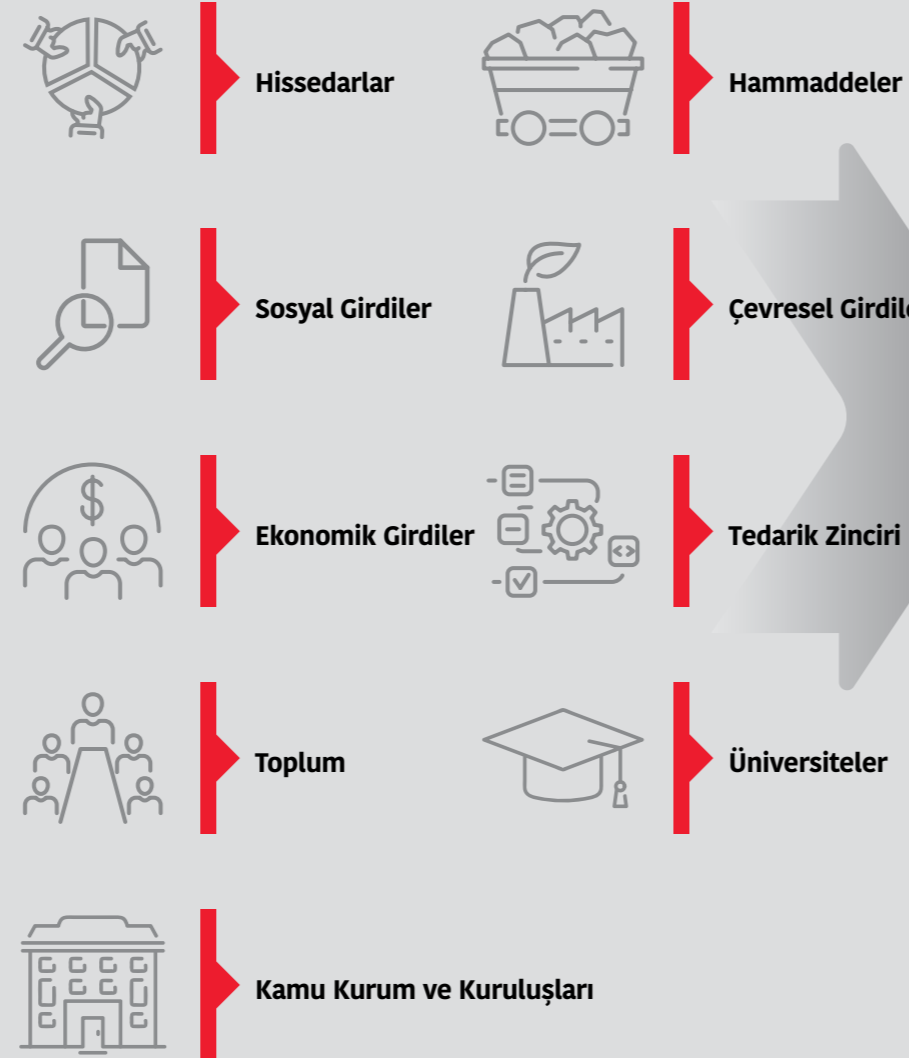 Hissedarlar
Hammaddeler
Sosyal Girdiler
Çevresel Girdile
Ekonomik Girdiler
Tedarik Zinciri
Toplum
Üniversiteler
Kamu Kurum ve Kuruluşları